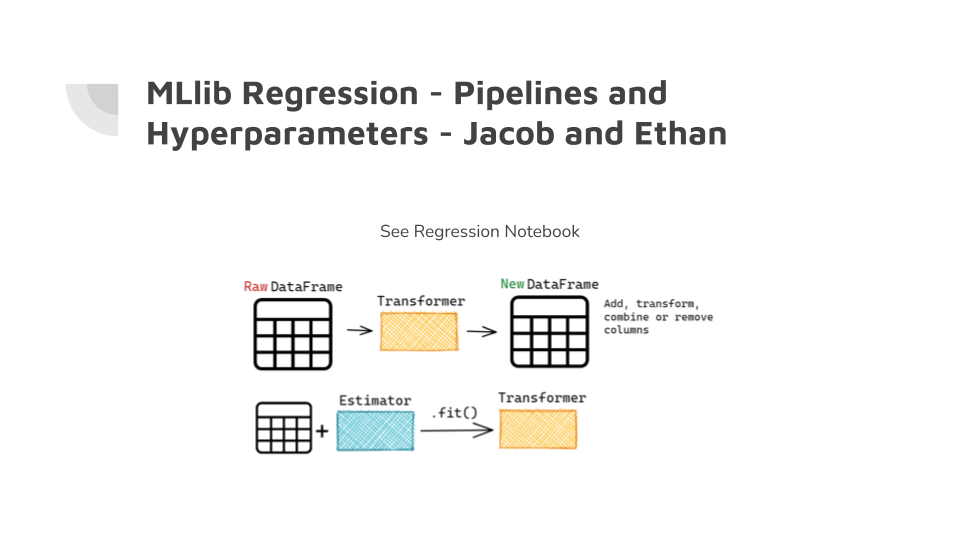 MLlib Regression - Pipelines and
Hyperparameters - Jacob and Ethan
See Regression Notebook
Raw DataFrame
Transformer
New DataFrame
Add, transform,
combine or remove
columns
Estimator
.fit()
Transformer
+